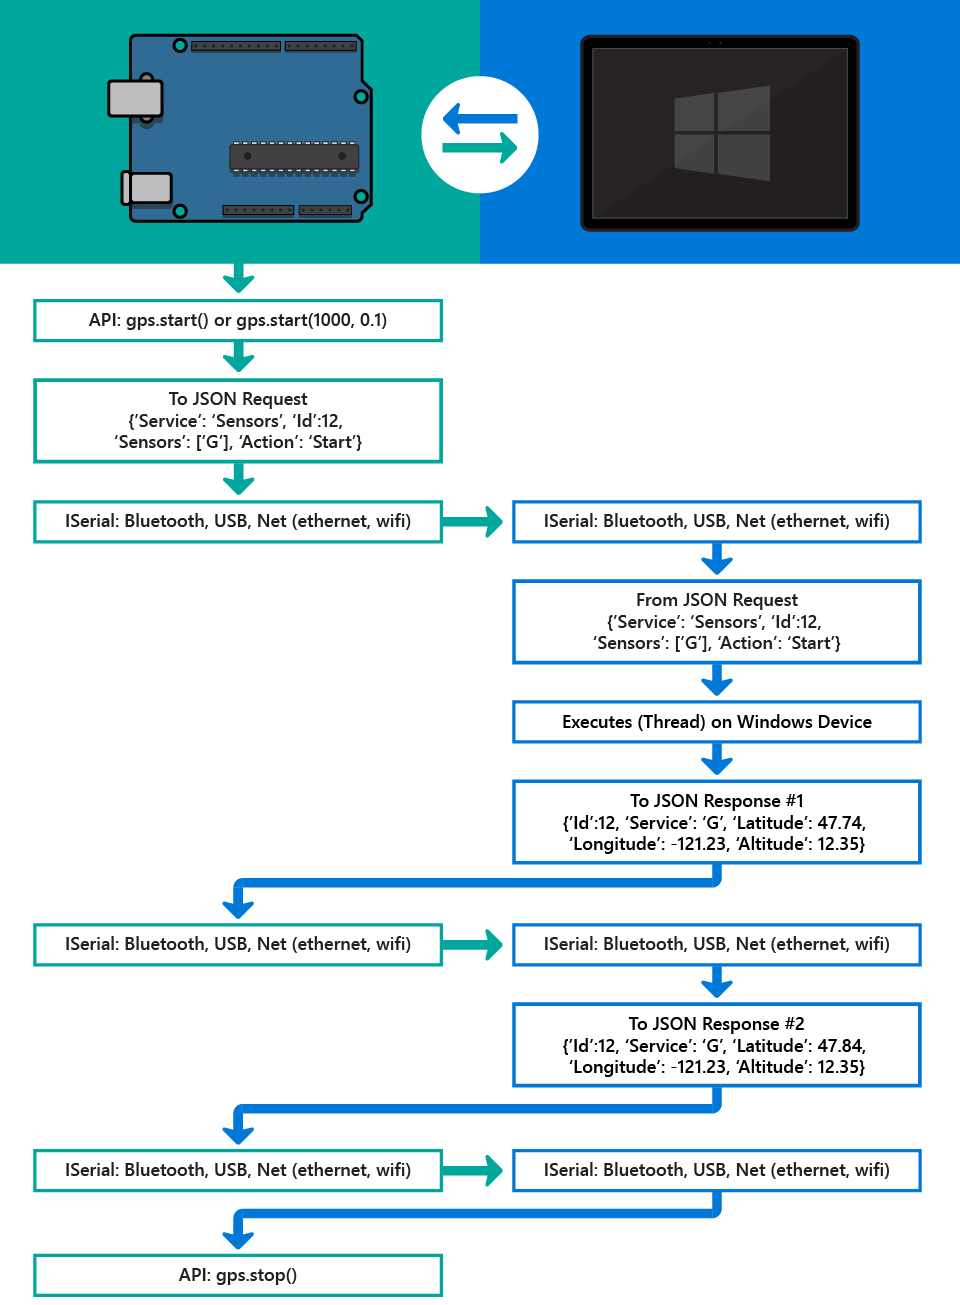 API: gps.start() or gps.start(1000, 0.1)
To JSON Request
{‘Service’: ‘Sensors’, ‘Id’:12,
‘Sensors’: [‘G’], ‘Action’: ‘Start’}
ISerial: Bluetooth, USB, Net (ethernet, wifi)
ISerial: Bluetooth, USB, Net (ethernet, wifi)
From JSON Request
{‘Service’: ‘Sensors’, ‘Id’:12,
‘Sensors’: [‘G’], ‘Action’: ‘Start’}
Executes (Thread) on Windows Device
To JSON Response #1
{‘Id’:12, ‘Service’: ‘G’, ‘Latitude’: 47.74,
‘Longitude’: -121.23, ‘Altitude’: 12.35}
ISerial: Bluetooth, USB, Net (ethernet, wifi)
ISerial: Bluetooth, USB, Net (ethernet, wifi)
To JSON Response #2
{‘Id’:12, ‘Service’: ‘G’, ‘Latitude’: 47.84,
‘Longitude’: -121.23, ‘Altitude’: 12.35}
ISerial: Bluetooth, USB, Net (ethernet, wifi)
ISerial: Bluetooth, USB, Net (ethernet, wifi)
API: gps.stop()